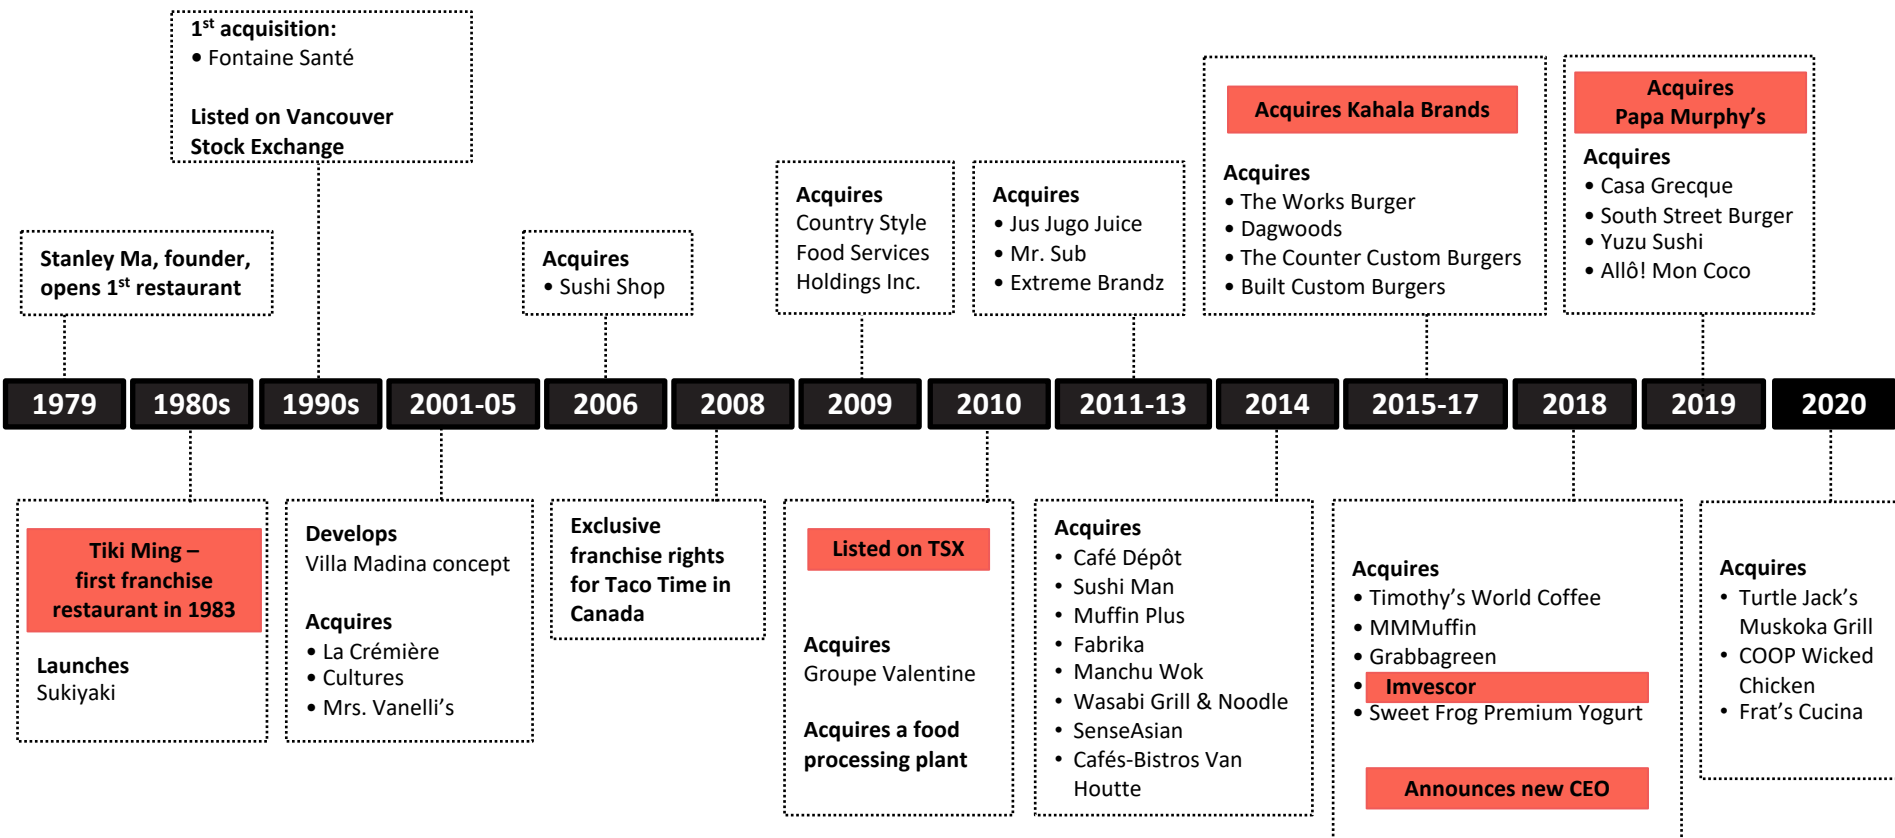 1st acquisition:
• Fontaine Santé
Listed on Vancouver
Stock Exchange
Stanley Ma, founder,
opens 1st restaurant
Acquires
• Sushi Shop
Acquires
Country Style
Food Services
Holdings Inc.
Acquires
• Jus Jugo Juice
• Mr. Sub
• Extreme Brandz
Acquires Kahala Brands
Acquires
• The Works Burger
• Dagwoods
• The Counter Custom Burgers
• Built Custom Burgers
Acquires
Papa Murphy’s
Acquires
• Casa Grecque
• South Street Burger
• Yuzu Sushi
• Allô! Mon Coco
1979 1980s 1990s 2001-05 2006 2008 2009 2010 2011-13 2014 2015-17 2018 2019 2020
Tiki Ming –
first franchise
restaurant in 1983
Launches
Sukiyaki
Develops
Villa Madina concept
Acquires
• La Crémière
• Cultures
• Mrs. Vanelli’s
Exclusive
franchise rights
for Taco Time in
Canada
Listed on TSX
Acquires
Groupe Valentine
Acquires a food
processing plant
Acquires
• Café Dépôt
• Sushi Man
• Muffin Plus
• Fabrika
• Manchu Wok
• Wasabi Grill & Noodle
• SenseAsian
• Cafés-Bistros Van
Houtte
Acquires
• Timothy’s World Coffee
• MMMuffin
• Grabbagreen
• Imvescor
• Sweet Frog Premium Yogurt
Announces new CEO
Acquires
• Turtle Jack’s
Muskoka Grill
• COOP Wicked
Chicken
• Frat’s Cucina